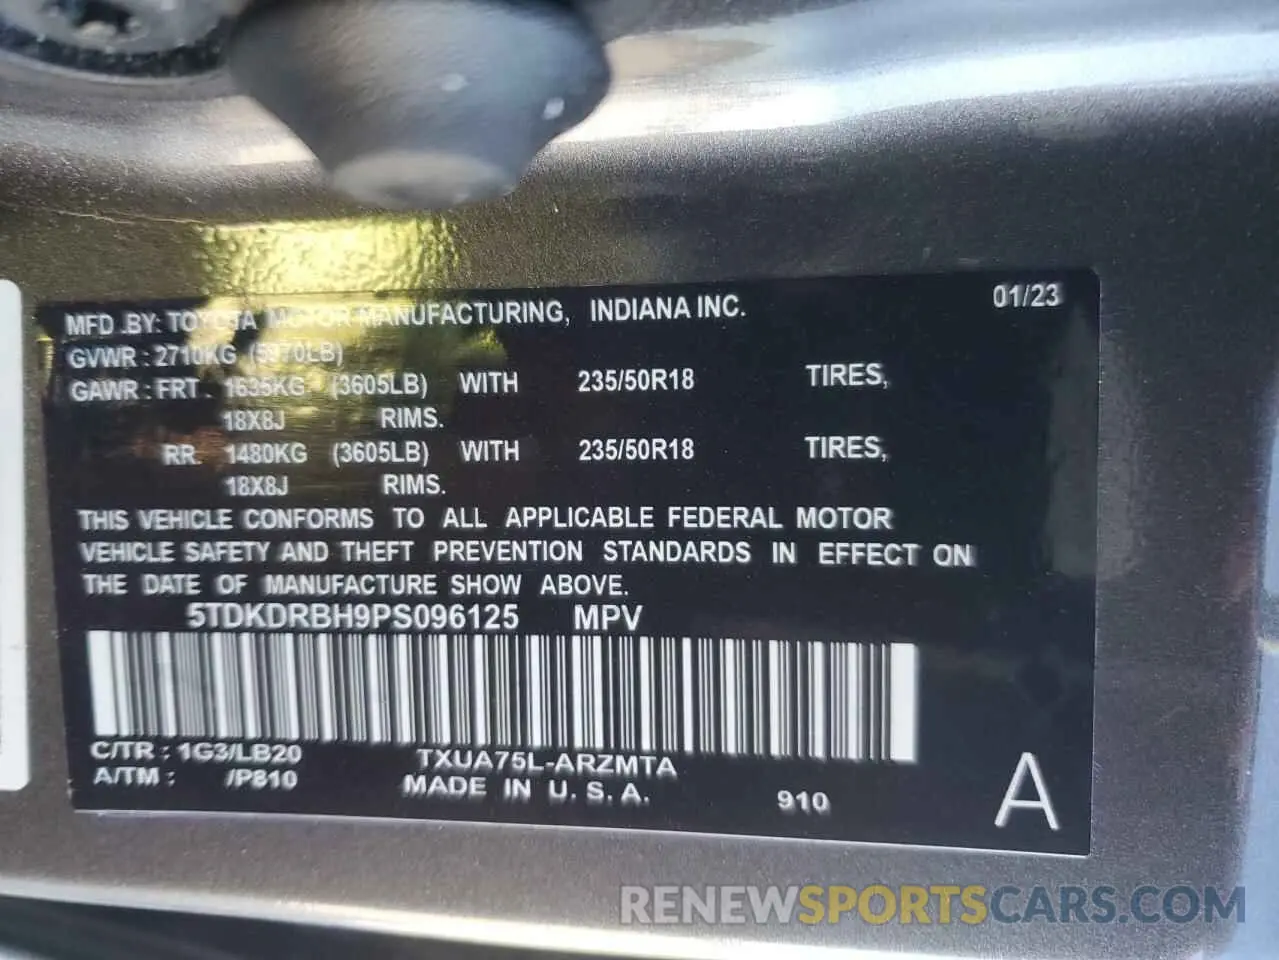 MFD .BY: TOYOTA MOTOR MANUFACTURING, INDIANA INC. 01/23
GVWR : 2710KG (5970LB)
GAWR : FRT . 1635KG (3605LB) WITH 235/50R18 TIRES,
18X8J RIMS.
RR. 1480KG (3605LB) WITH 235/50R18 TIRES,
18X8J RIMS.
THIS VEHICLE CONFORMS TO ALL APPLICABLE FEDERAL MOTOR
VEHICLE SAFETY AND THEFT PREVENTION STANDARDS IN EFFECT ON
THE DATE OF MANUFACTURE SHOW ABOVE.
5TDKDRBH9PS096125 MPV
C/TR : 1G3/LB20 TXUA75L-ARZMTA
A/TM : /P810 MADE IN U. S. A. 910 A
RENEWSPORTSCARS.COM